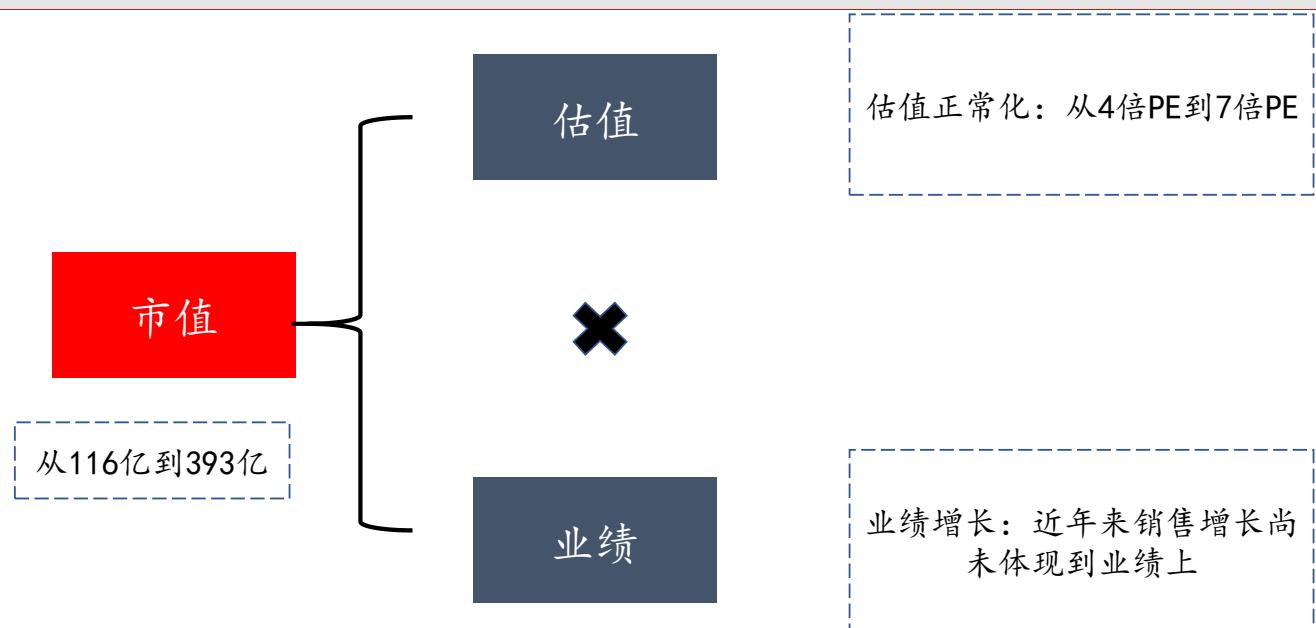 估值
估值正常化：从4倍PE到7倍PE
市值
从116亿到393亿
业绩
业绩增长：近年来销售增长尚
未体现到业绩上